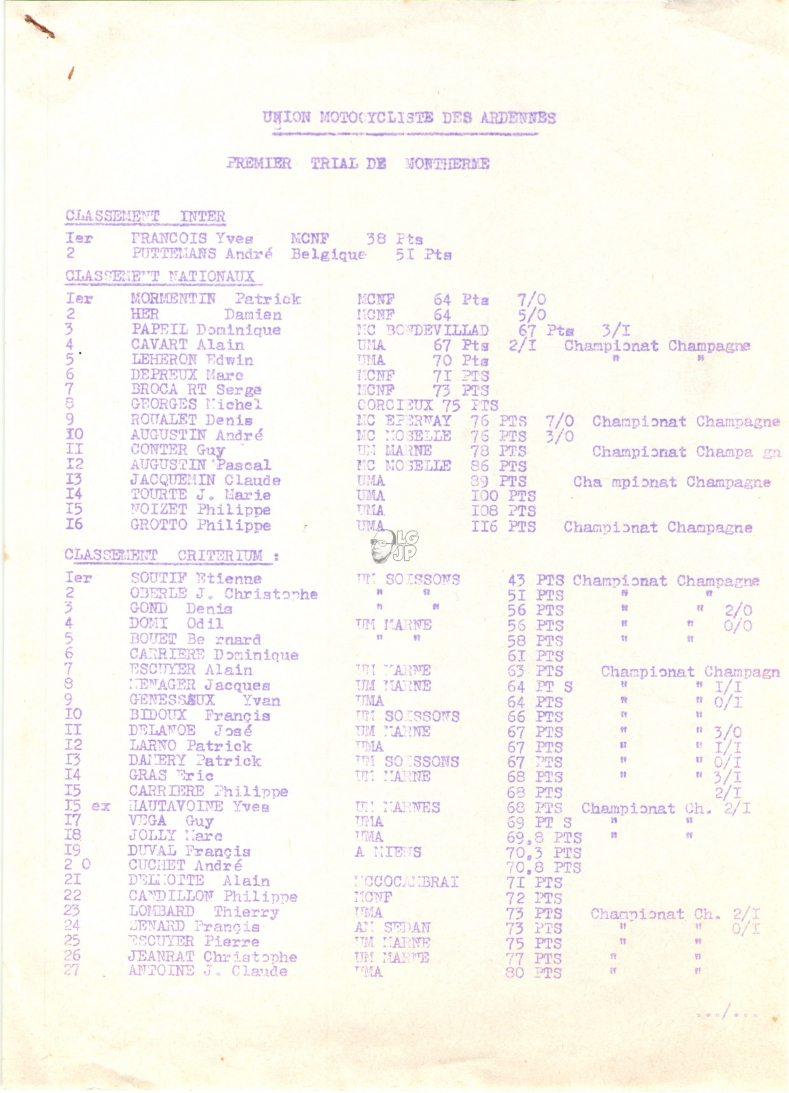 UNION MOTOCYCLISTE DES ARDENNES
PREMIER TRIAL DE MONTHERME
CLASSEMENT INTER
Ier FRANCOIS Yves MCNF 38 Pts
2 PUTTEMANS André Belgique 5I Pts
CLASSEMENT NATIONAUX
Ier MORMENTIN Patrick MCNF 64 Pts 7/0
2 HER Damien MCNF 64 5/0
3 PAPEIL Dominique MC BONDEVILLAD 67 Pts 3/I
4 CAVART Alain UMA 67 Pts 2/I Championat Champagne
5 LEHERON Edwin UMA 70 Pts " "
6 DEPREUX Marc MCNF 7I PTS
7 BROCA RT Serge MCNF 73 PTS
8 GEORGES Michel CORCIEUX 75 PTS
9 ROUALET Denis MC EPERNAY 76 PTS 7/0 Championat Champagne
I0 AUGUSTIN André MC MOSELLE 76 PTS 3/0
II CONTER Guy UM MARNE 78 PTS Championat Champa gn
I2 AUGUSTIN Pascal MC MOSELLE 86 PTS
I3 JACQUEMIN Claude UMA 89 PTS Cha mpionat Champagne
I4 TOURTE J. Marie UMA I00 PTS
I5 NOIZET Philippe UMA I08 PTS
I6 GROTTO Philippe UMA II6 PTS Championat Champagne
LG
JP
CLASSEMENT CRITERIUM :
Ier SOUTIF Etienne UM SOISSONS 43 PTS Championat Champagne
2 OBERLE J. Christophe " " 5I PTS " "
3 GOND Denis " " 56 PTS " " 2/0
4 DOMI Odil UM MARNE 56 PTS " " 0/0
5 BOUET Be rnard " " 58 PTS " "
6 CARRIERE Dominique 6I PTS
7 ESCUYER Alain UM MARNE 63 PTS Championat Champagn
8 MENAGER Jacques UM MARNE 64 PT S " " I/I
9 GENESSAUX Yvan UMA 64 PTS " " 0/I
I0 BIDOUX Françis UM SOISSONS 66 PTS " "
II DELANOE José UM MARNE 67 PTS " " 3/0
I2 LARNO Patrick UMA 67 PTS " " I/I
I3 DAMERY Patrick UM SOISSONS 67 PTS " " 0/I
I4 GRAS Eric UM MARNE 68 PTS " " 3/I
I5 CARRIERE Philippe 68 PTS 2/I
I5 ex HAUTAVOINE Yves UM MARNES 68 PTS Championat Ch. 2/I
I7 VEGA Guy UMA 69 PT S " "
I8 JOLLY Marc UMA 69,8 PTS " "
I9 DUVAL Françis A MIENS 70,3 PTS
2 0 CUCHET André 70,8 PTS
2I DELMOTTE Alain MCCOCAMBRAI 7I PTS
22 CANDILLON Philippe MCNF 72 PTS
23 LOMBARD Thierry UMA 73 PTS Championat Ch. 2/I
24 LENARD Françis AM SEDAN 73 PTS " " 0/I
25 ESCUYER Pierre UM MARNE 75 PTS " "
26 JEANRAT Christophe UM MARNE 77 PTS " "
27 ANTOINE J. Claude UMA 80 PTS " "
.../...